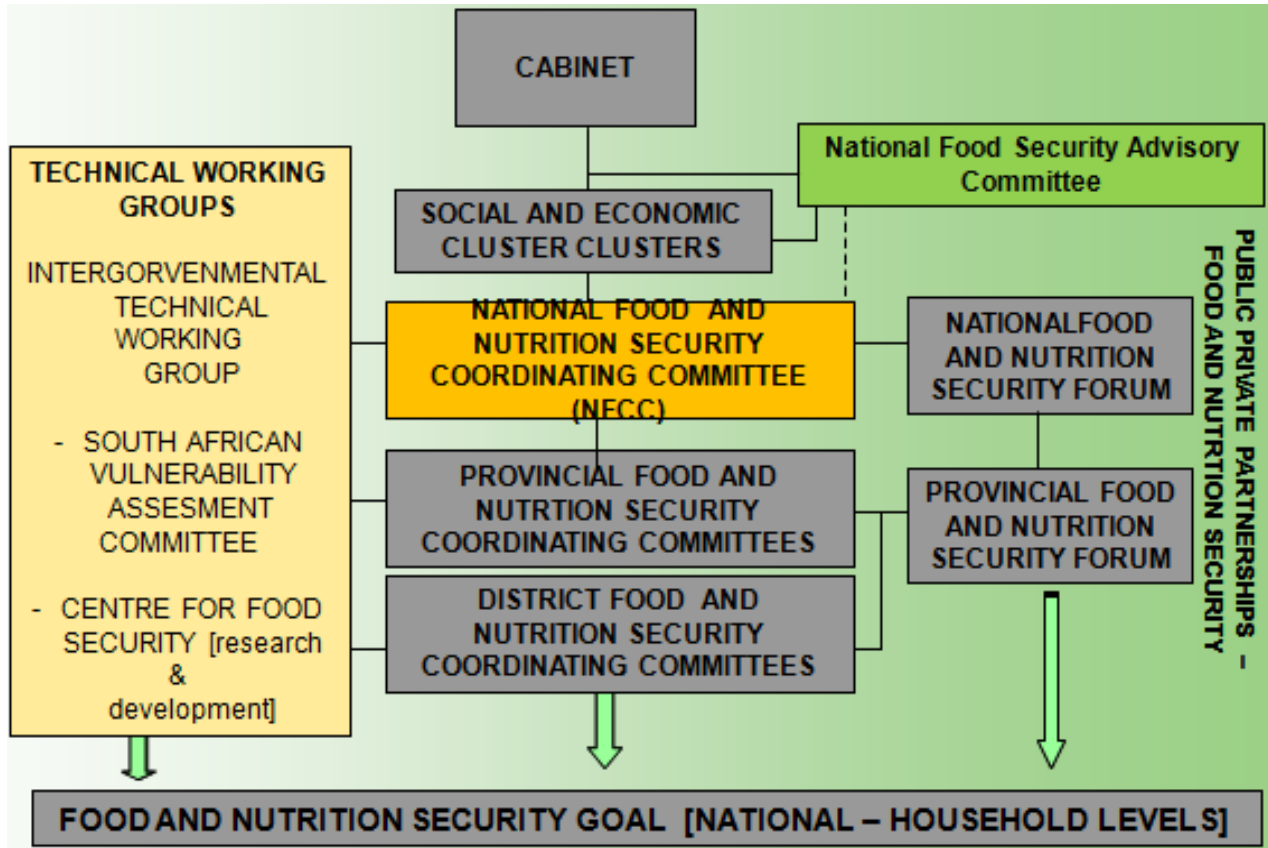 CABINET
National Food Security Advisory
Committee
TECHNICAL WORKING
GROUPS
INTERGORVENMENTAL
TECHNICAL
WORKING
GROUP
- SOUTH AFRICAN
VULNERABILITY
ASSESMENT
COMMITTEE
- CENTRE FOR FOOD
SECURITY [research
&
development]
SOCIAL AND ECONOMIC
CLUSTER CLUSTERS
NATIONAL FOOD AND
NUTRITION SECURITY
COORDINATING COMMITTEE
(NFCC)
NATIONALFOOD
AND NUTRITION
SECURITY FORUM
PROVINCIAL FOOD AND
NUTRTION SECURITY
COORDINATING COMMITTEES
PROVINCIAL FOOD
AND NUTRITION
SECURITY FORUM
DISTRICT FOOD AND
NUTRITION SECURITY
COORDINATING COMMITTEES
PUBLIC PRIVATE PARTNERSHIPS –
FOOD AND NUTRTION SECURITY
FOOD AND NUTRITION SECURITY GOAL [NATIONAL – HOUSEHOLD LEVELS]